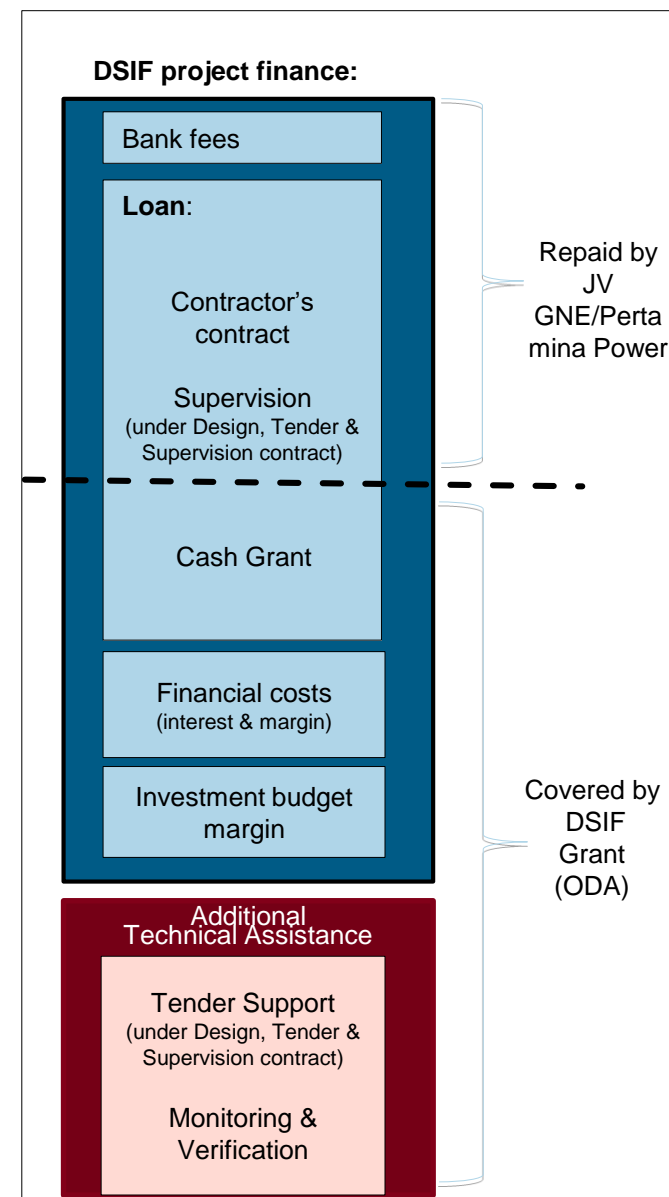 DSIF project finance:
Bank fees
Loan:
Contractor's
contract
Supervision
(under Design, Tender &
Supervision contract)
Cash Grant
Financial costs
(interest & margin)
Investment budget
margin
Additional
Technical Assistance
Tender Support
(under Design, Tender &
Supervision contract)
Monitoring &
Verification
Repaid by
JV
GNE/Perta
mina Power
Covered by
DSIF
Grant
(ODA)